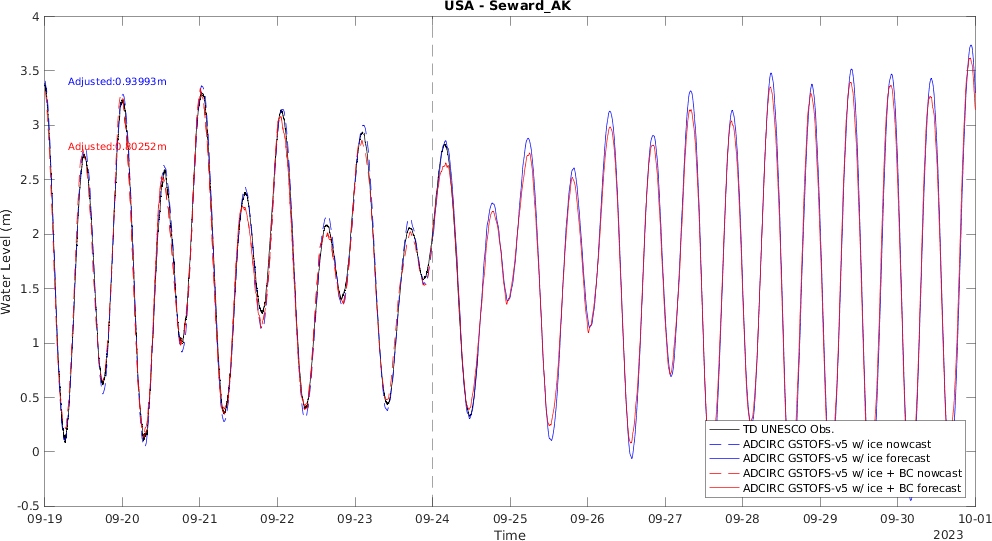 USA - Seward_AK
4
3.5
3
2.5
2
1.5
1
0.5
0
-0.5
Water Level (m)
Adjusted:0.93993m
Adjusted:0.80252m
TD UNESCO Obs.
ADCIRC GSTOFS-v5 w/ ice nowcast
ADCIRC GSTOFS-v5 w/ ice forecast
ADCIRC GSTOFS-v5 w/ ice + BC nowcast
ADCIRC GSTOFS-v5 w/ ice + BC forecast
09-19 09-20 09-21 09-22 09-23 09-24 09-25 09-26 09-27 09-28 09-29 09-30 10-01
Time
2023